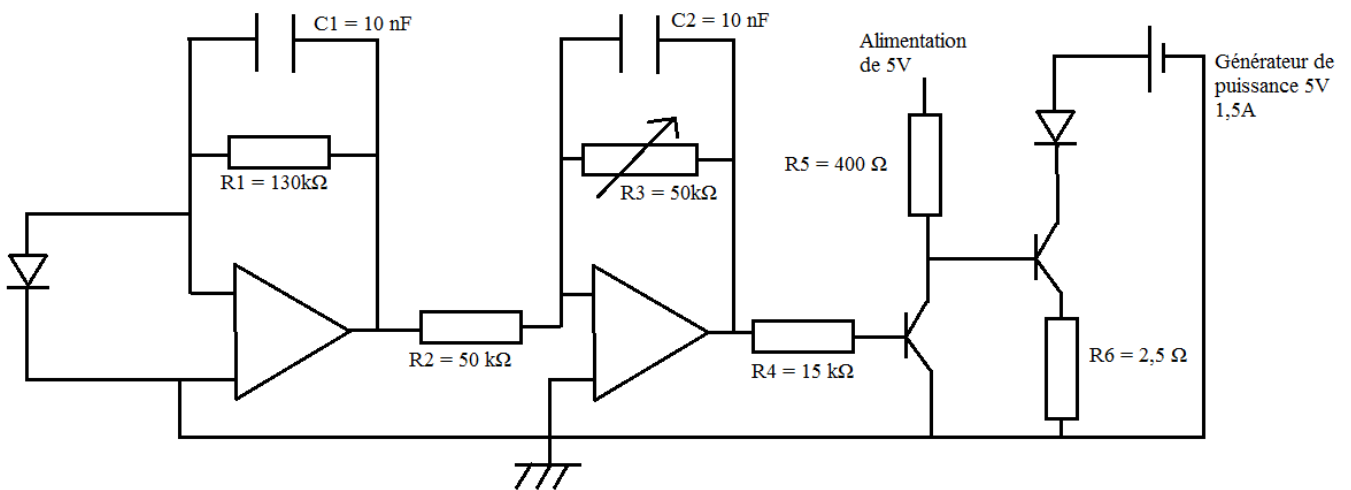 C1 = 10 nF
R1 = 130kΩ
C2 = 10 nF
R3 = 50kΩ
R2 = 50 kΩ
R4 = 15 kΩ
Alimentation
de 5V
R5 = 400 Ω
Générateur de
puissance 5V
1,5A
R6 = 2,5 Ω